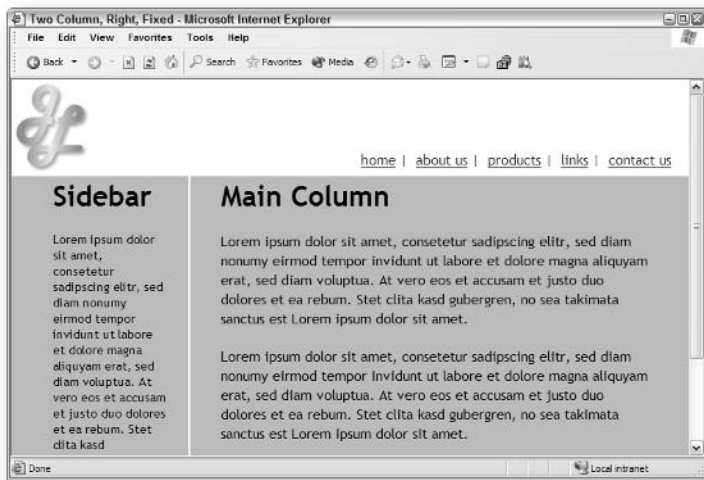 Two Column, Right, Fixed - Microsoft Internet Explorer
File Edit View Favorites Tools Help
Back Search Favorites Media
home | about us | products | links | contact us
Sidebar
Lorem ipsum dolor
sit amet,
consetetur
sadipscing elitr, sed
diam nonumy
eirmod tempor
invidunt ut labore
et dolore magna
aliquyam erat, sed
diam voluptua. At
vero eos et accusam
et justo duo dolores
et ea rebum. Stet
clita kasd
Main Column
Lorem ipsum dolor sit amet, consetetur sadipscing elitr, sed diam
nonumy eirmod tempor invidunt ut labore et dolore magna aliquyam
erat, sed diam voluptua. At vero eos et accusam et justo duo
dolores et ea rebum. Stet clita kasd gubergren, no sea takimata
sanctus est Lorem ipsum dolor sit amet.
Lorem ipsum dolor sit amet, consetetur sadipscing elitr, sed diam
nonumy eirmod tempor invidunt ut labore et dolore magna aliquyam
erat, sed diam voluptua. At vero eos et accusam et justo duo
dolores et ea rebum. Stet clita kasd gubergren, no sea takimata
sanctus est Lorem ipsum dolor sit amet.
Done
Local intranet